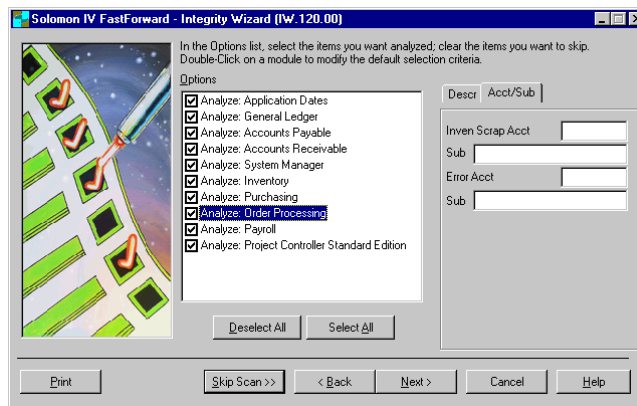 Solomon IV FastForward - Integrity Wizard (IW.120.00)
In the Options list, select the items you want analyzed; clear the items you want to skip.
Double-Click on a module to modify the default selection criteria.
Options
Analyze: Application Dates
Analyze: General Ledger
Analyze: Accounts Payable
Analyze: Accounts Receivable
Analyze: System Manager
Analyze: Inventory
Analyze: Purchasing
Analyze: Order Processing
Analyze: Payroll
Analyze: Project Controller Standard Edition
Deselect All Select All
Descr Acct/Sub
Inven Scrap Acct
Sub
Error Acct
Sub
Print Skip Scan >> < Back Next > Cancel Help